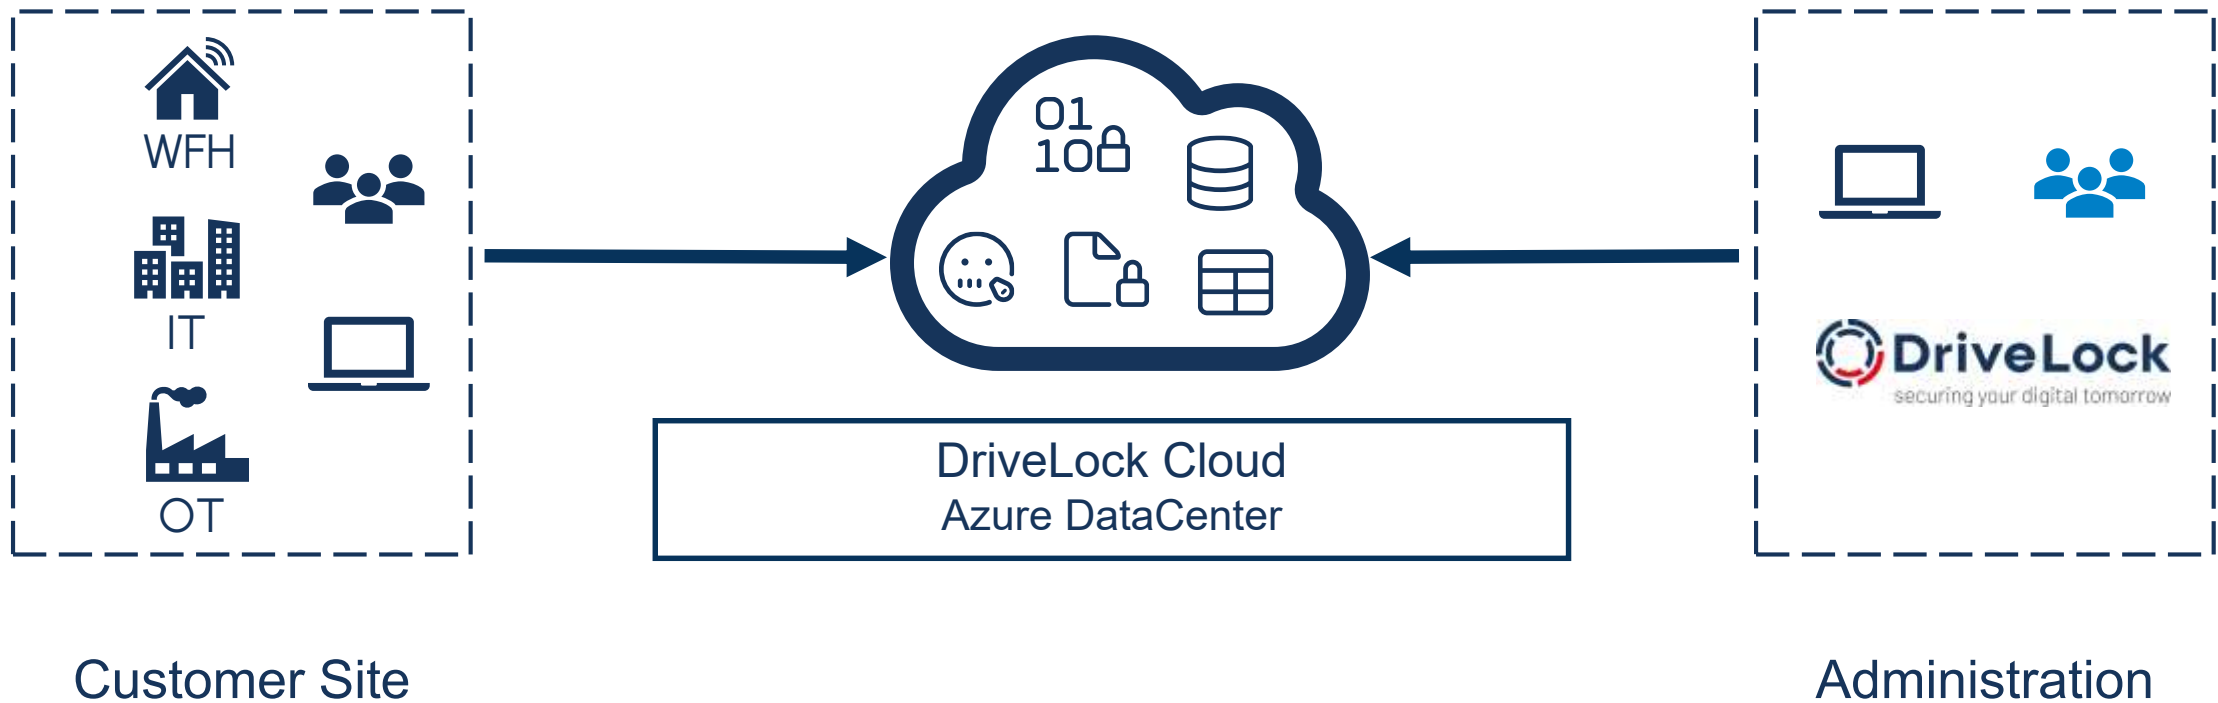 WFH
IT
OT
01
10
DriveLock Cloud
Azure DataCenter
DriveLock
securing your digital tomorrow
Customer Site
Administration